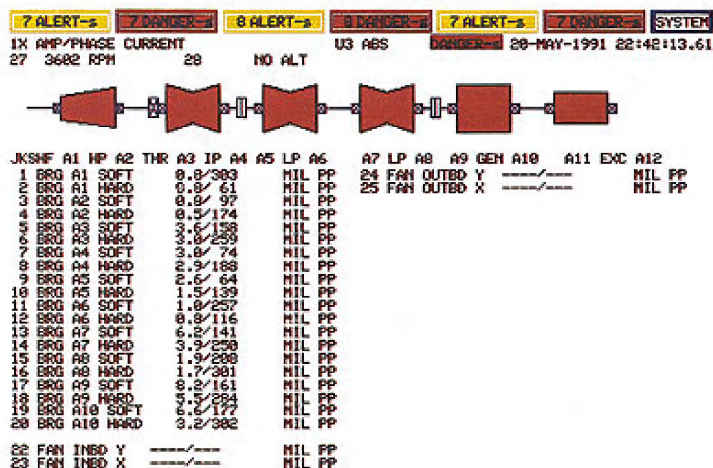 7 ALERT-s 7 DANGER-s 8 ALERT-s 8 DANGER-s 7 ALERT-s 7 DANGER-s SYSTEM
1X AMP/PHASE CURRENT U3 ABS DANGER-s 20-MAY-1991 22:42:13.61
27 3602 RPM 28 NO ALT
JKSHF A1 HP A2 THR A3 IP A4 A5 LP A6 A7 LP A8 A9 GEN A10 A11 EXC A12
1 BRG A1 SOFT 0.0/303 MIL PP 24 FAN OUTBD Y ----/--- MIL PP
2 BRG A1 HARD 0.0/ 61 MIL PP 25 FAN OUTBD X ----/--- MIL PP
3 BRG A2 SOFT 0.0/ 97 MIL PP
4 BRG A2 HARD 0.5/174 MIL PP
5 BRG A3 SOFT 3.6/158 MIL PP
6 BRG A3 HARD 3.0/259 MIL PP
7 BRG A4 SOFT 3.0/ 74 MIL PP
8 BRG A4 HARD 2.9/188 MIL PP
9 BRG A5 SOFT 2.6/ 64 MIL PP
10 BRG A5 HARD 1.5/139 MIL PP
11 BRG A6 SOFT 1.0/257 MIL PP
12 BRG A6 HARD 0.8/116 MIL PP
13 BRG A7 SOFT 6.2/141 MIL PP
14 BRG A7 HARD 3.9/250 MIL PP
15 BRG A8 SOFT 1.9/208 MIL PP
16 BRG A8 HARD 1.7/301 MIL PP
17 BRG A9 SOFT 8.2/161 MIL PP
18 BRG A9 HARD 5.5/284 MIL PP
19 BRG A10 SOFT 6.6/177 MIL PP
20 BRG A10 HARD 3.2/302 MIL PP
22 FAN INBD Y ----/--- MIL PP
23 FAN INBD X ----/--- MIL PP